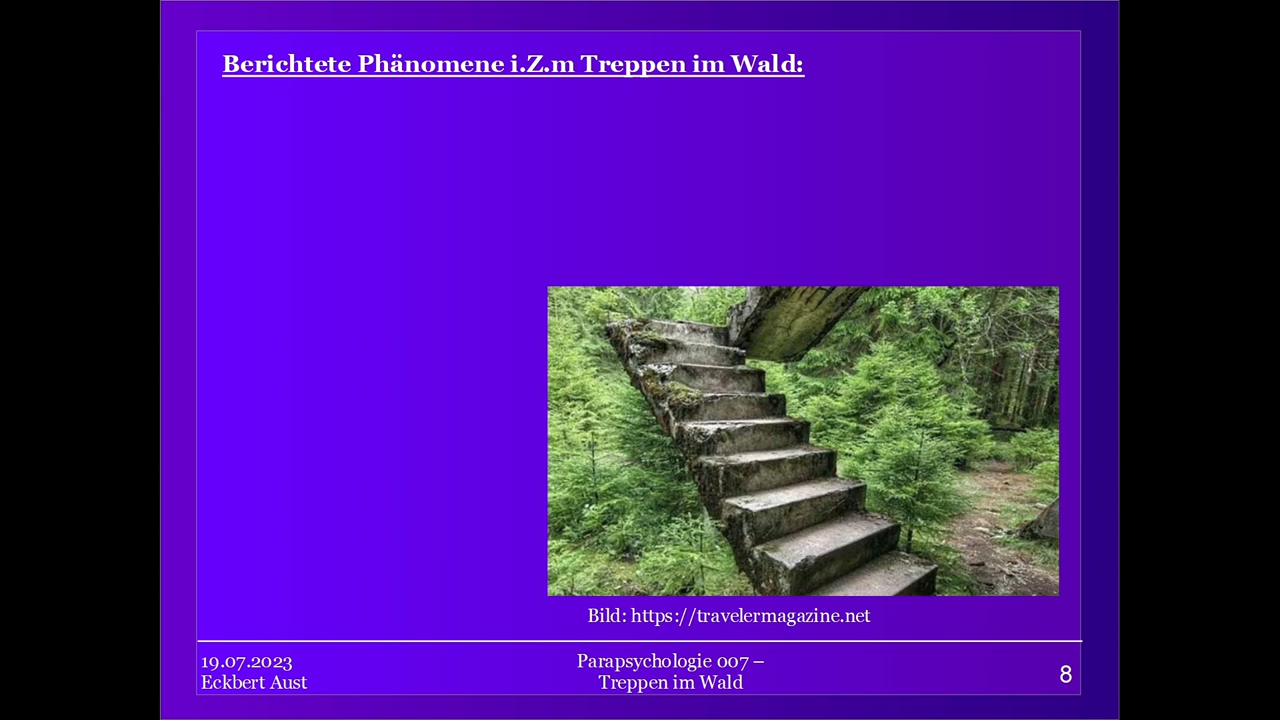 Berichtete Phänomene i.Z.m Treppen im Wald:
Bild: https://travelermagazine.net
19.07.2023
Eckbert Aust
Parapsychologie 007 –
Treppen im Wald
8